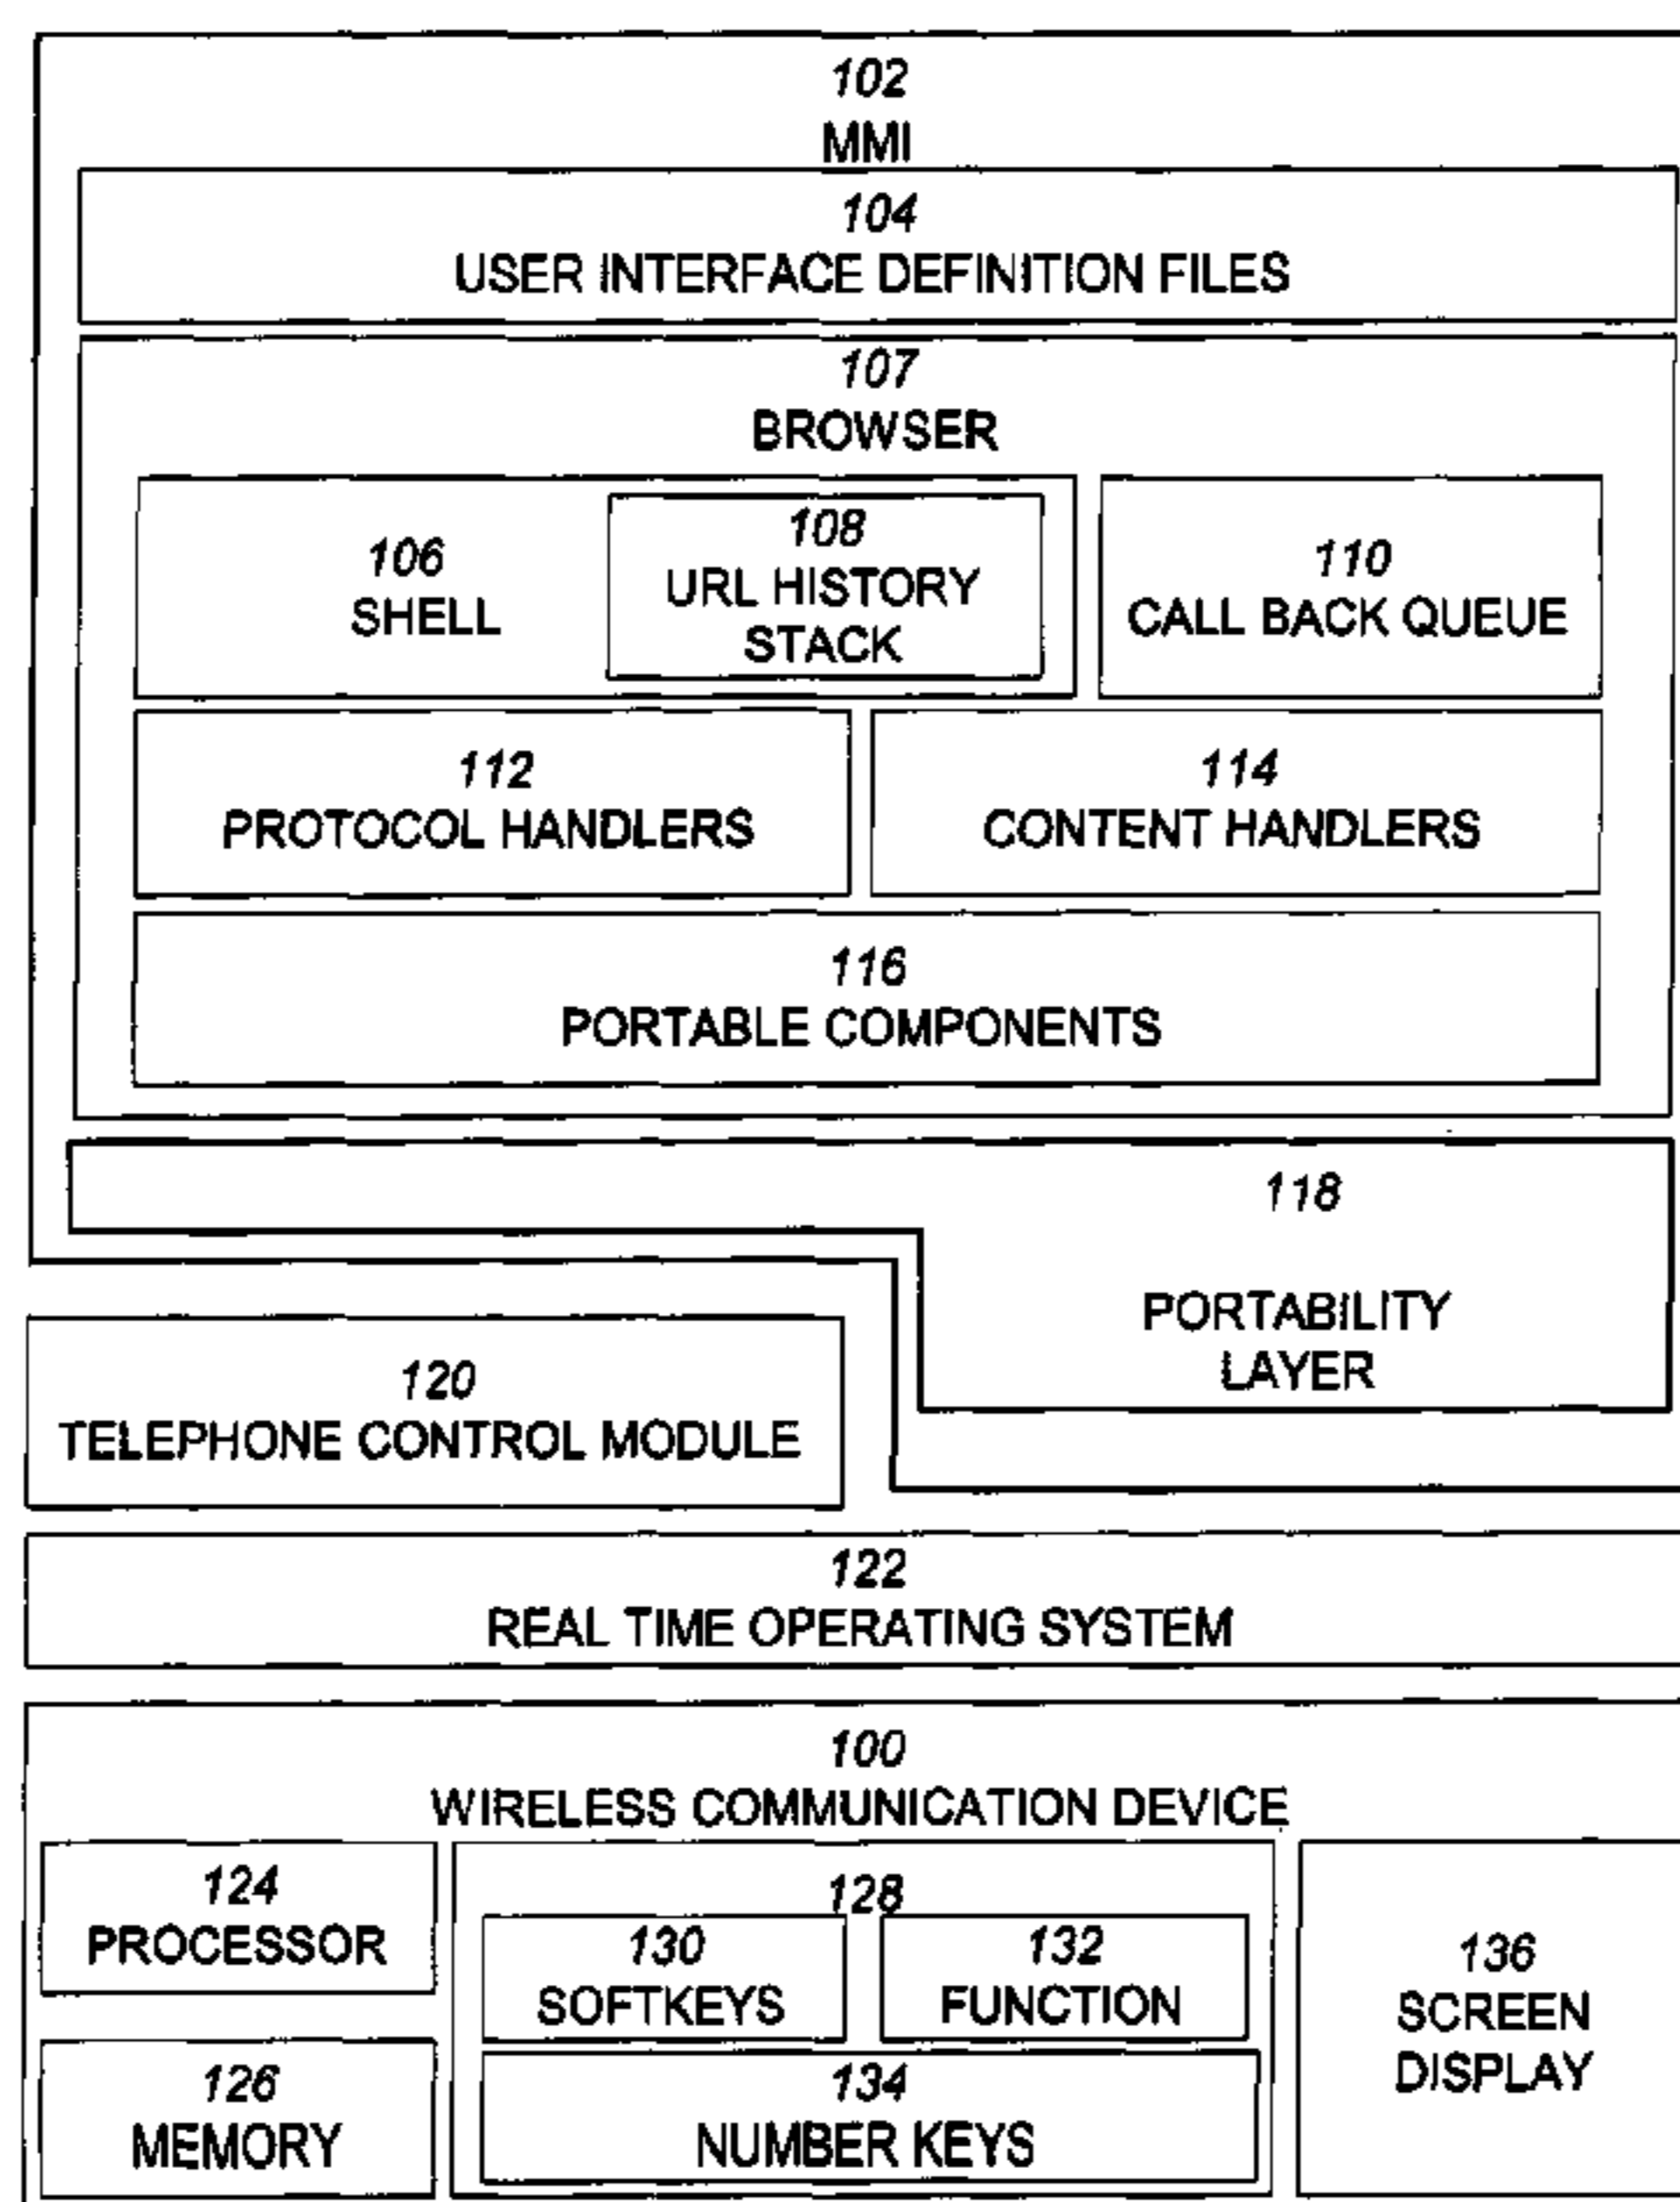 102
MMI
104
USER INTERFACE DEFINITION FILES
107
BROWSER
106
SHELL
108
URL HISTORY
STACK
110
CALL BACK QUEUE
112
PROTOCOL HANDLERS
114
CONTENT HANDLERS
116
PORTABLE COMPONENTS
118
PORTABILITY
LAYER
120
TELEPHONE CONTROL MODULE
122
REAL TIME OPERATING SYSTEM
100
WIRELESS COMMUNICATION DEVICE
124
PROCESSOR
126
MEMORY
128
130
SOFTKEYS
132
FUNCTION
134
NUMBER KEYS
136
SCREEN
DISPLAY